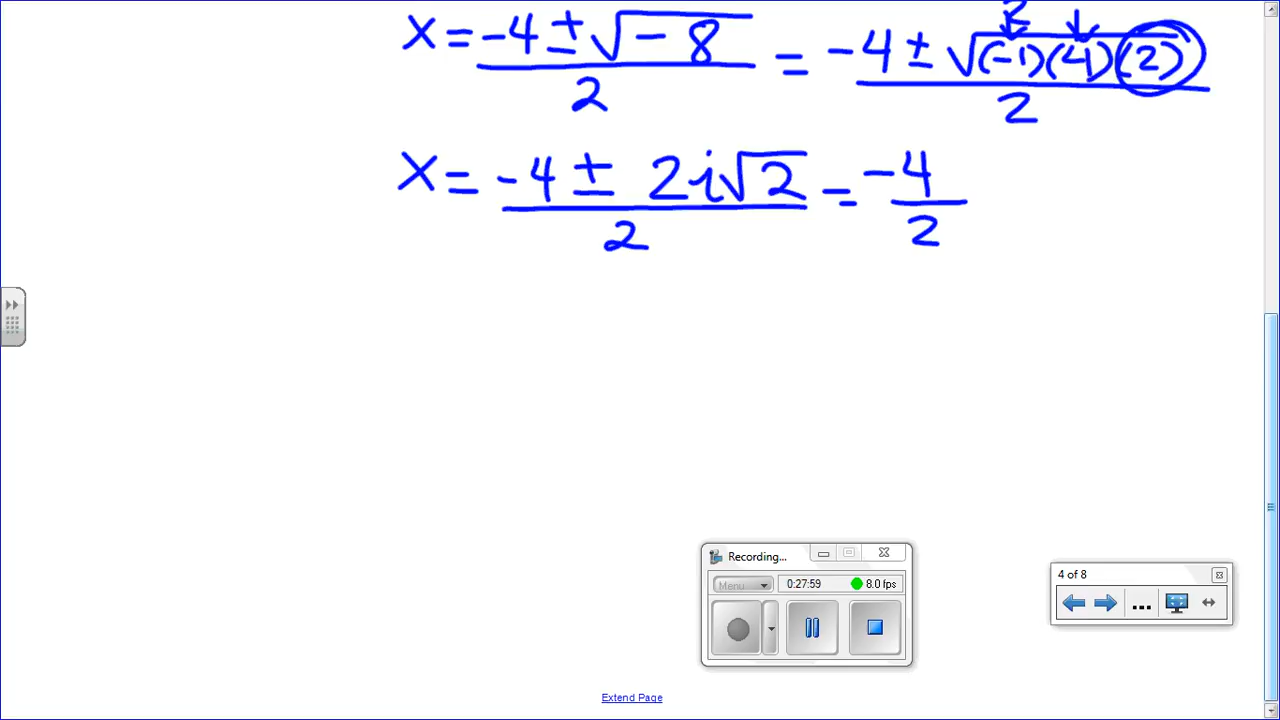 x = (-4 ± √-8)/2 = (-4 ± √(-1)(4)(2))/2
x = (-4 ± 2i√2)/2 = -4/2
Recording...
Menu 0:27:59 8.0 fps
4 of 8
...
Extend Page